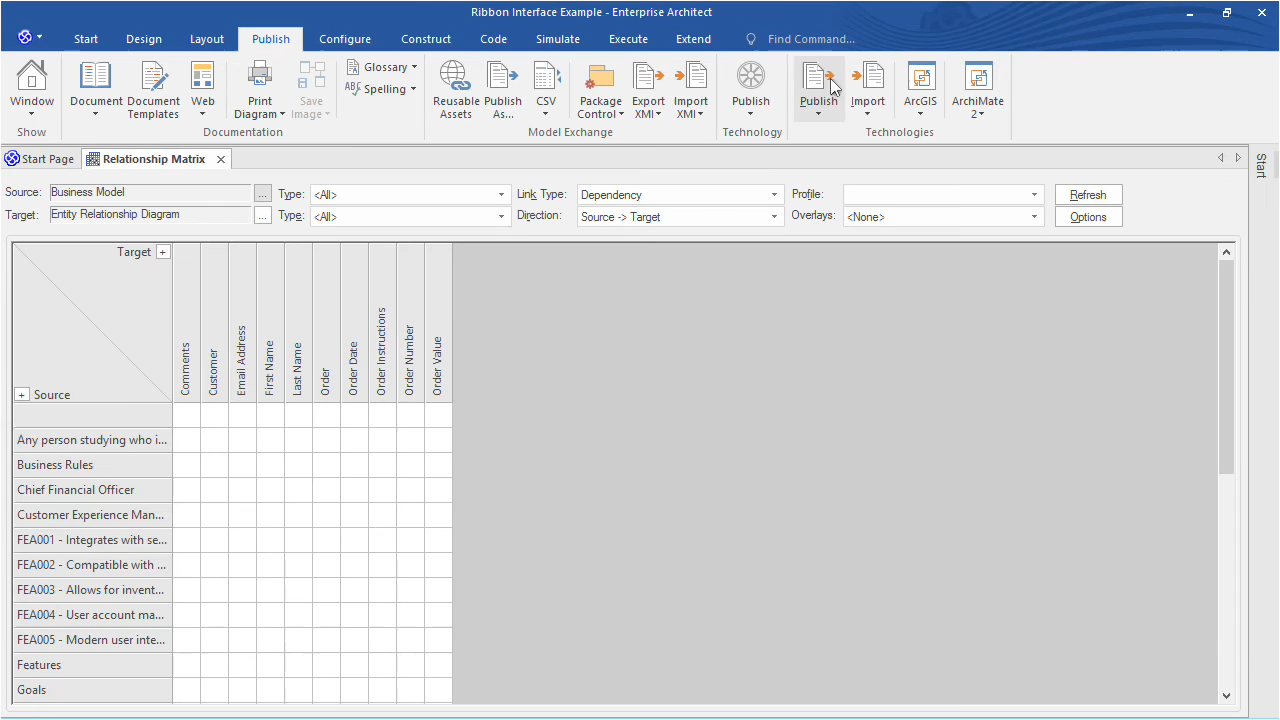 Ribbon Interface Example - Enterprise Architect
Start Design Layout Publish Configure Construct Code Simulate Execute Extend Find Command...
Window
Show
Document
Document Templates
Web
Print Diagram
Save Image
Glossary
ABC Spelling
Documentation
Reusable Assets
Publish As...
CSV
Package Control
Export XMI
Import XMI
Model Exchange
Publish
Technology
Publish
Import
ArcGIS
ArchiMate 2
Technologies
Start Page
Relationship Matrix
Start
Source: Business Model ... Type: <All> Link Type: Dependency Profile: Refresh
Target: Entity Relationship Diagram ... Type: <All> Direction: Source -> Target Overlays: <None> Options
Target +
+ Source
Comments
Customer
Email Address
First Name
Last Name
Order
Order Date
Order Instructions
Order Number
Order Value
Any person studying who i...
Business Rules
Chief Financial Officer
Customer Experience Man...
FEA001 - Integrates with se...
FEA002 - Compatible with ...
FEA003 - Allows for invent...
FEA004 - User account ma...
FEA005 - Modern user inte...
Features
Goals